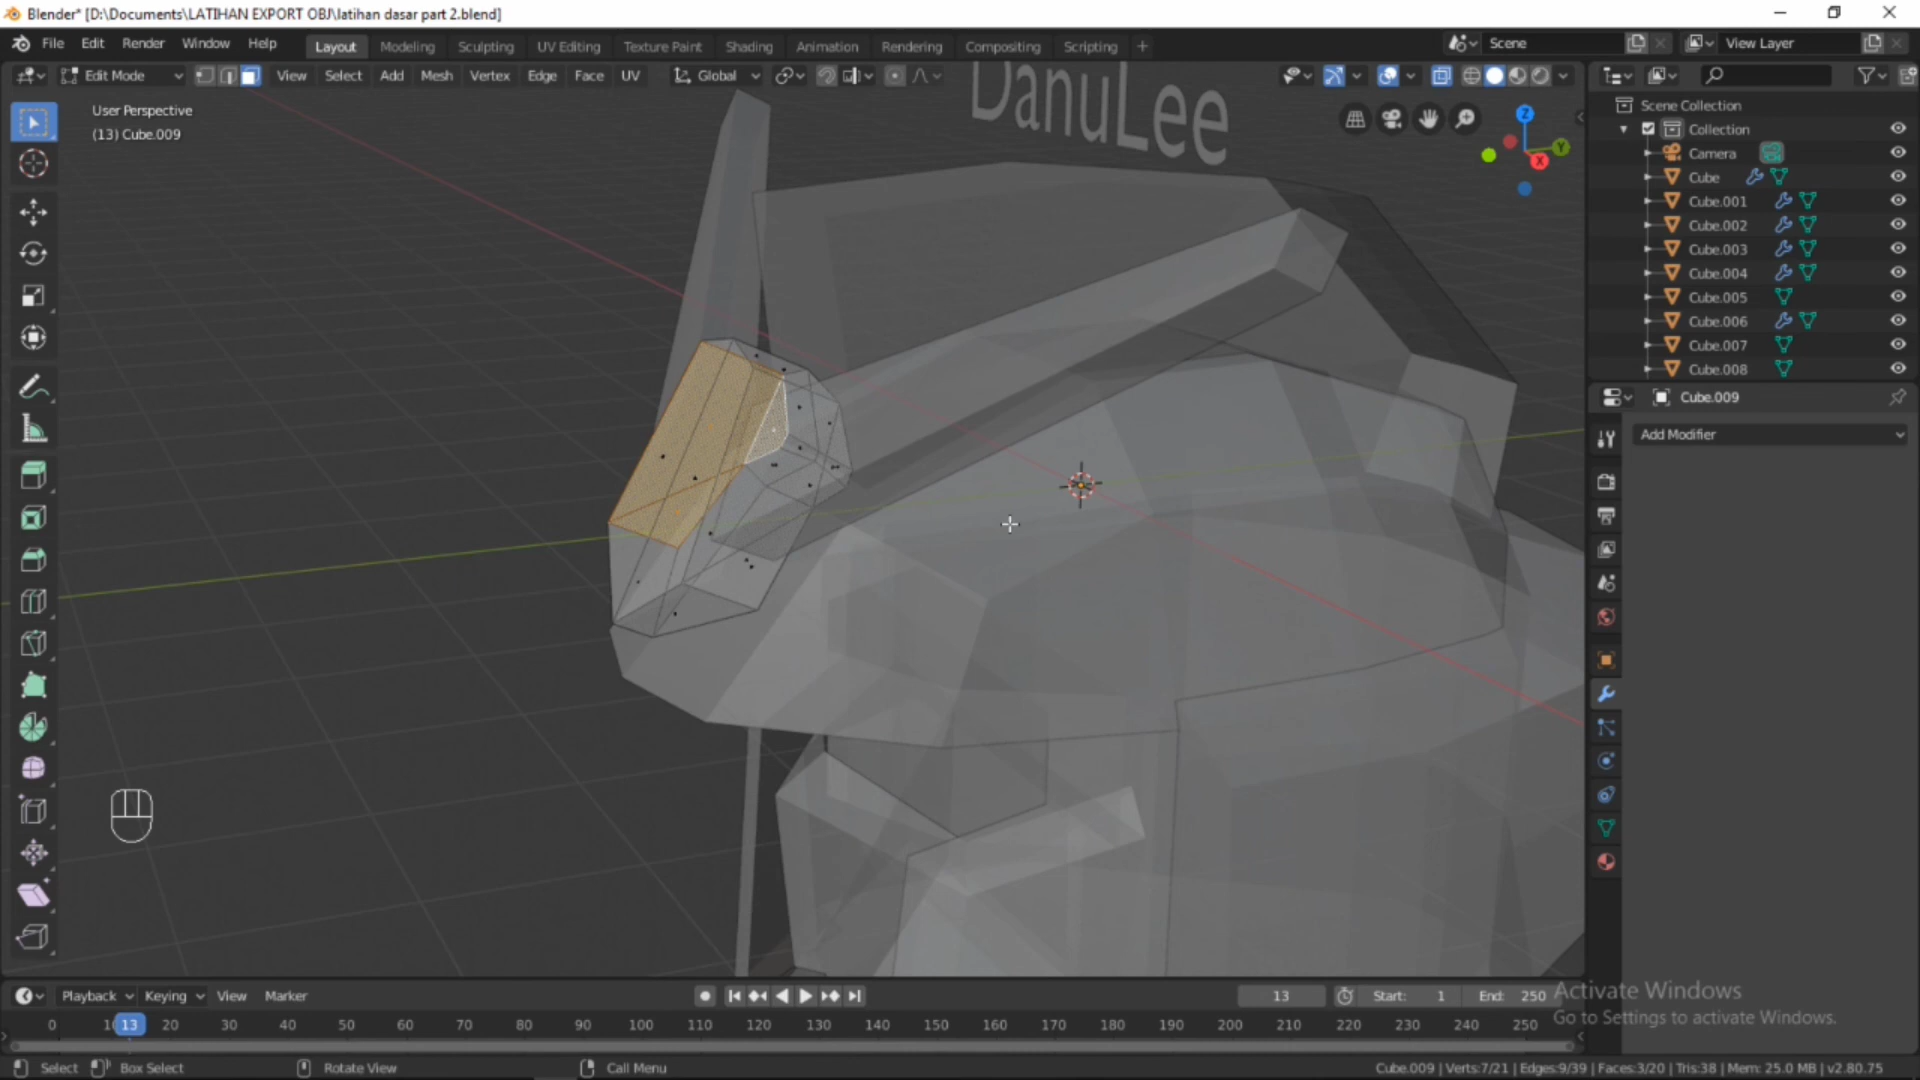 Blender* [D:\Documents\LATIHAN EXPORT OBJ\latihan dasar part 2.blend]
File Edit Render Window Help
Layout Modeling Sculpting UV Editing Texture Paint Shading Animation Rendering Compositing Scripting +
Scene
View Layer
Edit Mode
View Select Add Mesh Vertex Edge Face UV
Global
User Perspective
(13) Cube.009
DanuLee
Z
Y
X
Scene Collection
Collection
Camera
Cube
Cube.001
Cube.002
Cube.003
Cube.004
Cube.005
Cube.006
Cube.007
Cube.008
Cube.009
Add Modifier
Playback Keying View Marker
13
Start: 1
End: 250
0 10 13 20 30 40 50 60 70 80 90 100 110 120 130 140 150 160 170 180 190 200 210 220 230 240 250
Activate Windows
Go to Settings to activate Windows.
Select Box Select Rotate View Call Menu
Cube.009 | Verts:7/21 | Edges:9/39 | Faces:3/20 | Tris:38 | Mem: 25.0 MB | v2.80.75